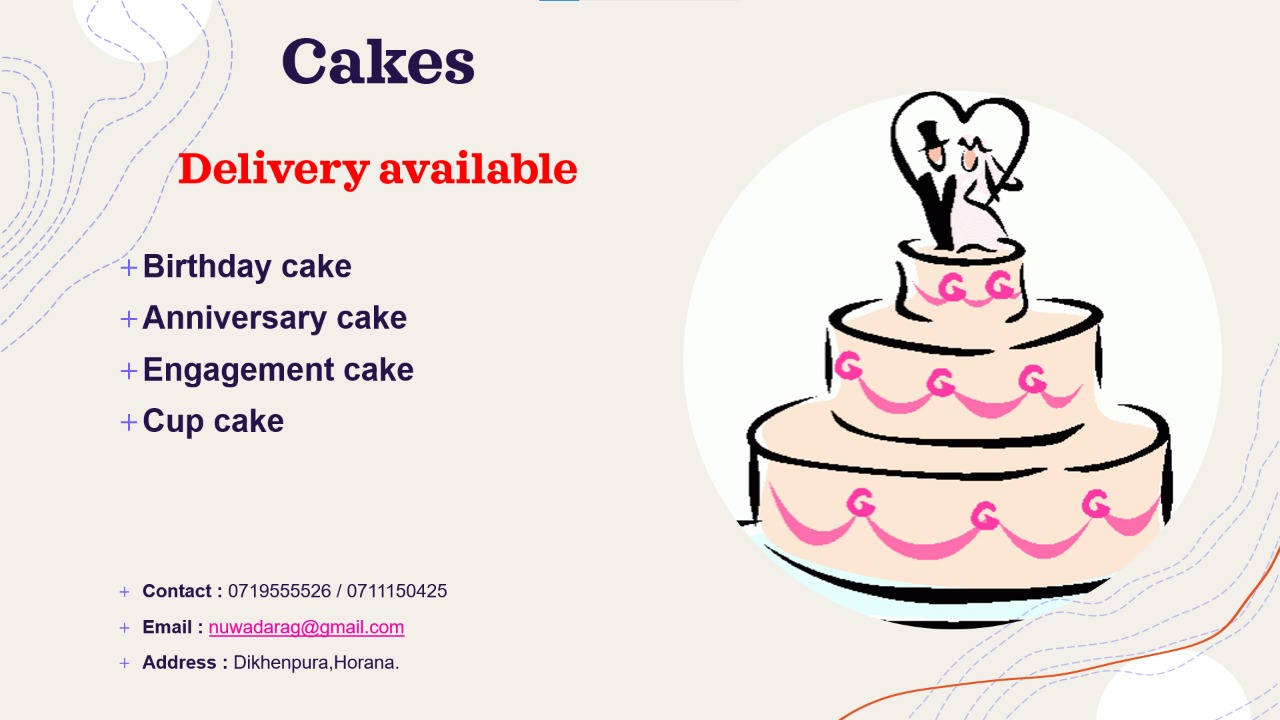 Cakes
Delivery available
+Birthday cake
+Anniversary cake
+Engagement cake
+Cup cake
+ Contact : 0719555526 / 0711150425
+ Email : nuwadarag@gmail.com
+ Address : Dikhenpura,Horana.